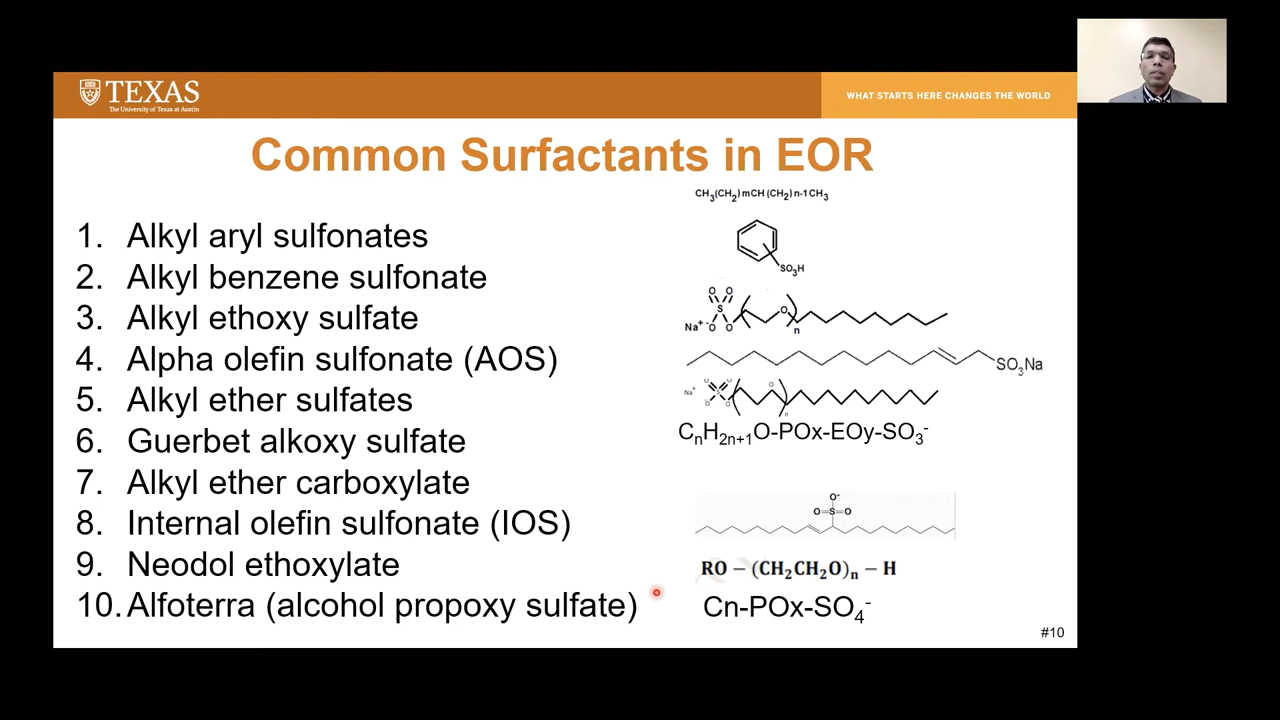 TEXAS
The University of Texas at Austin
WHAT STARTS HERE CHANGES THE WORLD
Common Surfactants in EOR
CH₃(CH₂)mCH(CH₂)n-1CH₃
1. Alkyl aryl sulfonates
2. Alkyl benzene sulfonate
3. Alkyl ethoxy sulfate
4. Alpha olefin sulfonate (AOS)
5. Alkyl ether sulfates
6. Guerbet alkoxy sulfate
7. Alkyl ether carboxylate
8. Internal olefin sulfonate (IOS)
9. Neodol ethoxylate
10. Alfoterra (alcohol propoxy sulfate)
SO₃H
O O
S
Na⁺ ⁻O O
O
n
SO₃Na
Na⁺
O O
S
⁻O O
O
n
CₙH₂ₙ₊₁O-POx-EOy-SO₃⁻
O⁻
O=S=O
RO – (CH₂CH₂O)ₙ – H
Cn-POx-SO₄⁻
#10